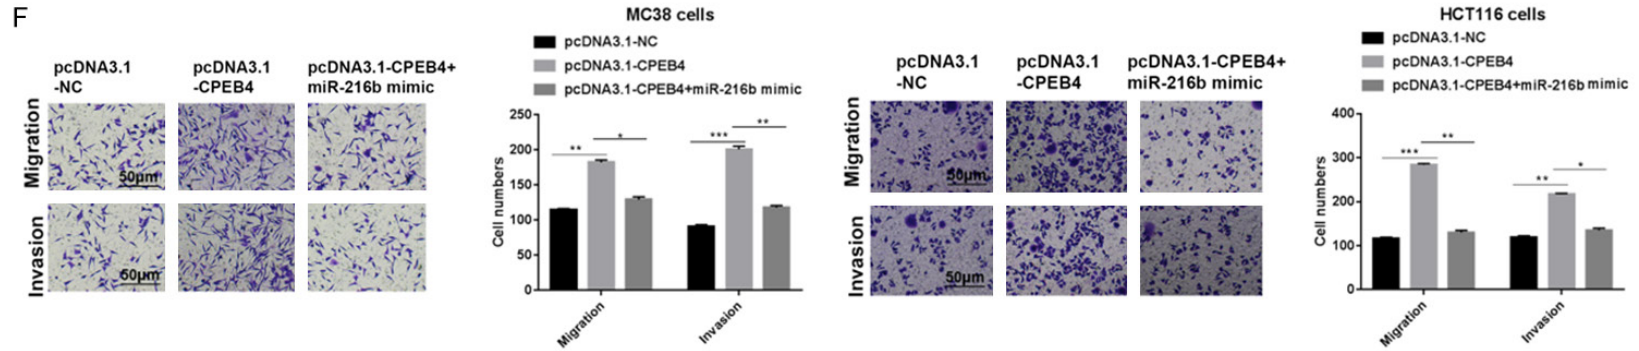 F
pcDNA3.1
-NC
pcDNA3.1
-CPEB4
pcDNA3.1-CPEB4+
miR-216b mimic
Migration
50μm
Invasion
50μm
MC38 cells
pcDNA3.1-NC
pcDNA3.1-CPEB4
pcDNA3.1-CPEB4+miR-216b mimic
Cell numbers
250
200
150
100
50
0
**
*
***
**
Migration
Invasion
pcDNA3.1
-NC
pcDNA3.1
-CPEB4
pcDNA3.1-CPEB4+
miR-216b mimic
Migration
50μm
Invasion
50μm
HCT116 cells
pcDNA3.1-NC
pcDNA3.1-CPEB4
pcDNA3.1-CPEB4+miR-216b mimic
Cell numbers
400
300
200
100
0
***
**
**
*
Migration
Invasion